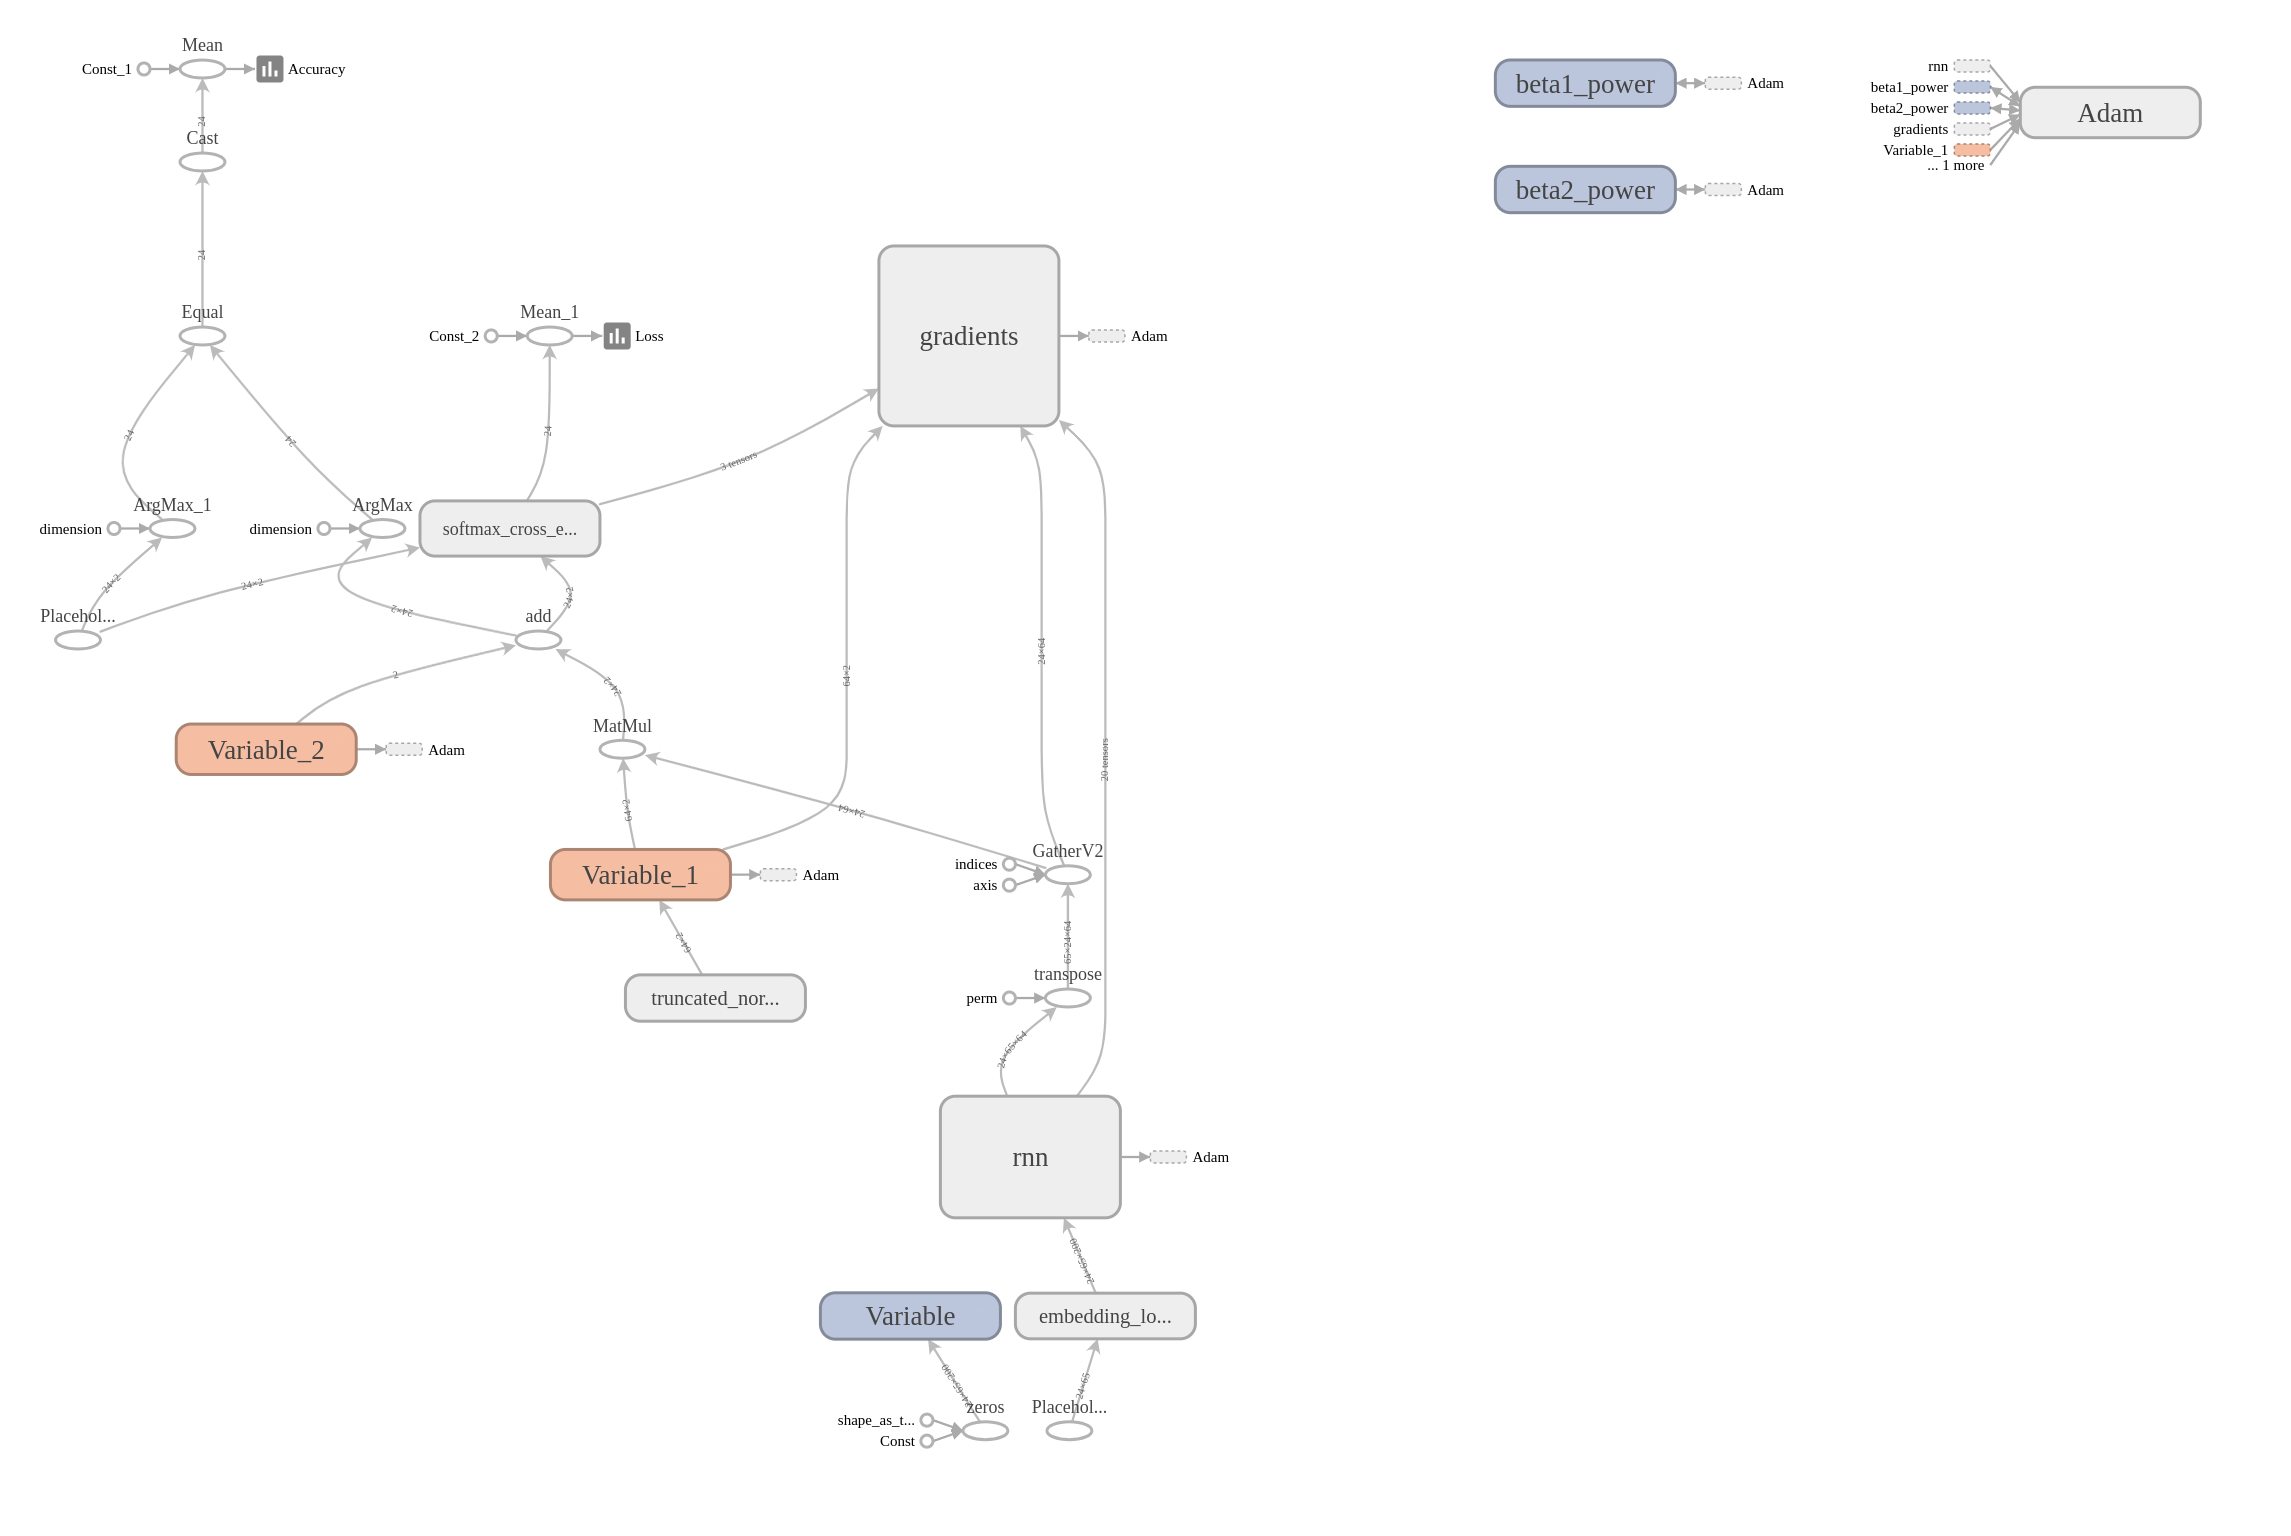 Mean
Const_1
Accuracy
24
Cast
24
Equal
24
24
ArgMax_1
dimension
ArgMax
dimension
24×2
24×2
Placehol...
Const_2
Mean_1
Loss
24
softmax_cross_e...
3 tensors
24×2
24×2
add
2
24×2
Variable_2
Adam
MatMul
64×2
24×64
Variable_1
Adam
64×2
truncated_nor...
gradients
Adam
64×2
24×64
20 tensors
GatherV2
indices
axis
65×24×64
transpose
perm
24×65×64
rnn
Adam
24×65×200
Variable
embedding_lo...
24×65×200
24×65
zeros
shape_as_t...
Const
Placehol...
beta1_power
Adam
beta2_power
Adam
rnn
beta1_power
beta2_power
gradients
Variable_1
... 1 more
Adam